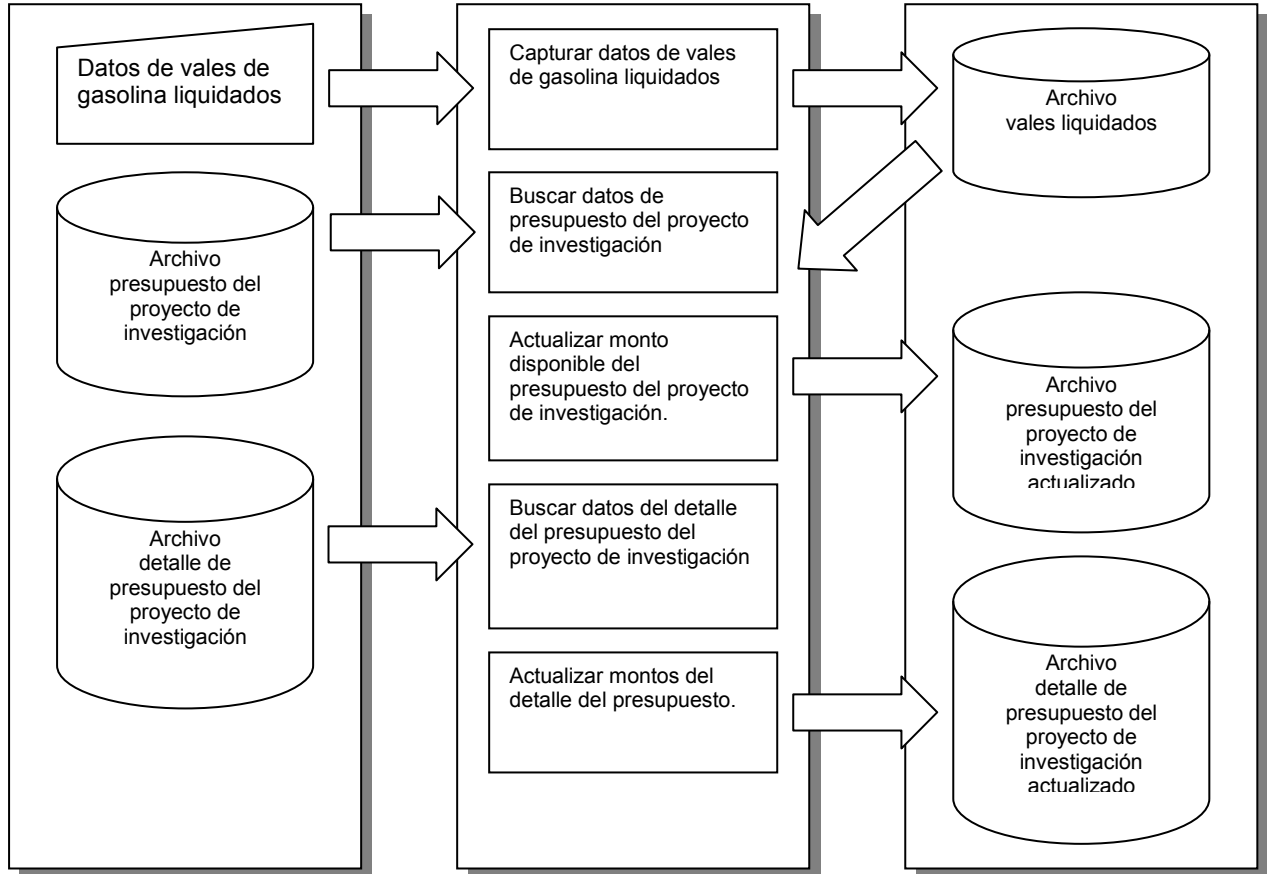 Datos de vales de
gasolina liquidados
Archivo
presupuesto del
proyecto de
investigación
Archivo
detalle de
presupuesto del
proyecto de
investigación
Capturar datos de vales
de gasolina liquidados
Buscar datos de
presupuesto del proyecto
de investigación
Actualizar monto
disponible del
presupuesto del proyecto
de investigación.
Buscar datos del detalle
del presupuesto del
proyecto de investigación
Actualizar montos del
detalle del presupuesto.
Archivo
vales liquidados
Archivo
presupuesto del
proyecto de
investigación
actualizado
Archivo
detalle de
presupuesto del
proyecto de
investigación
actualizado